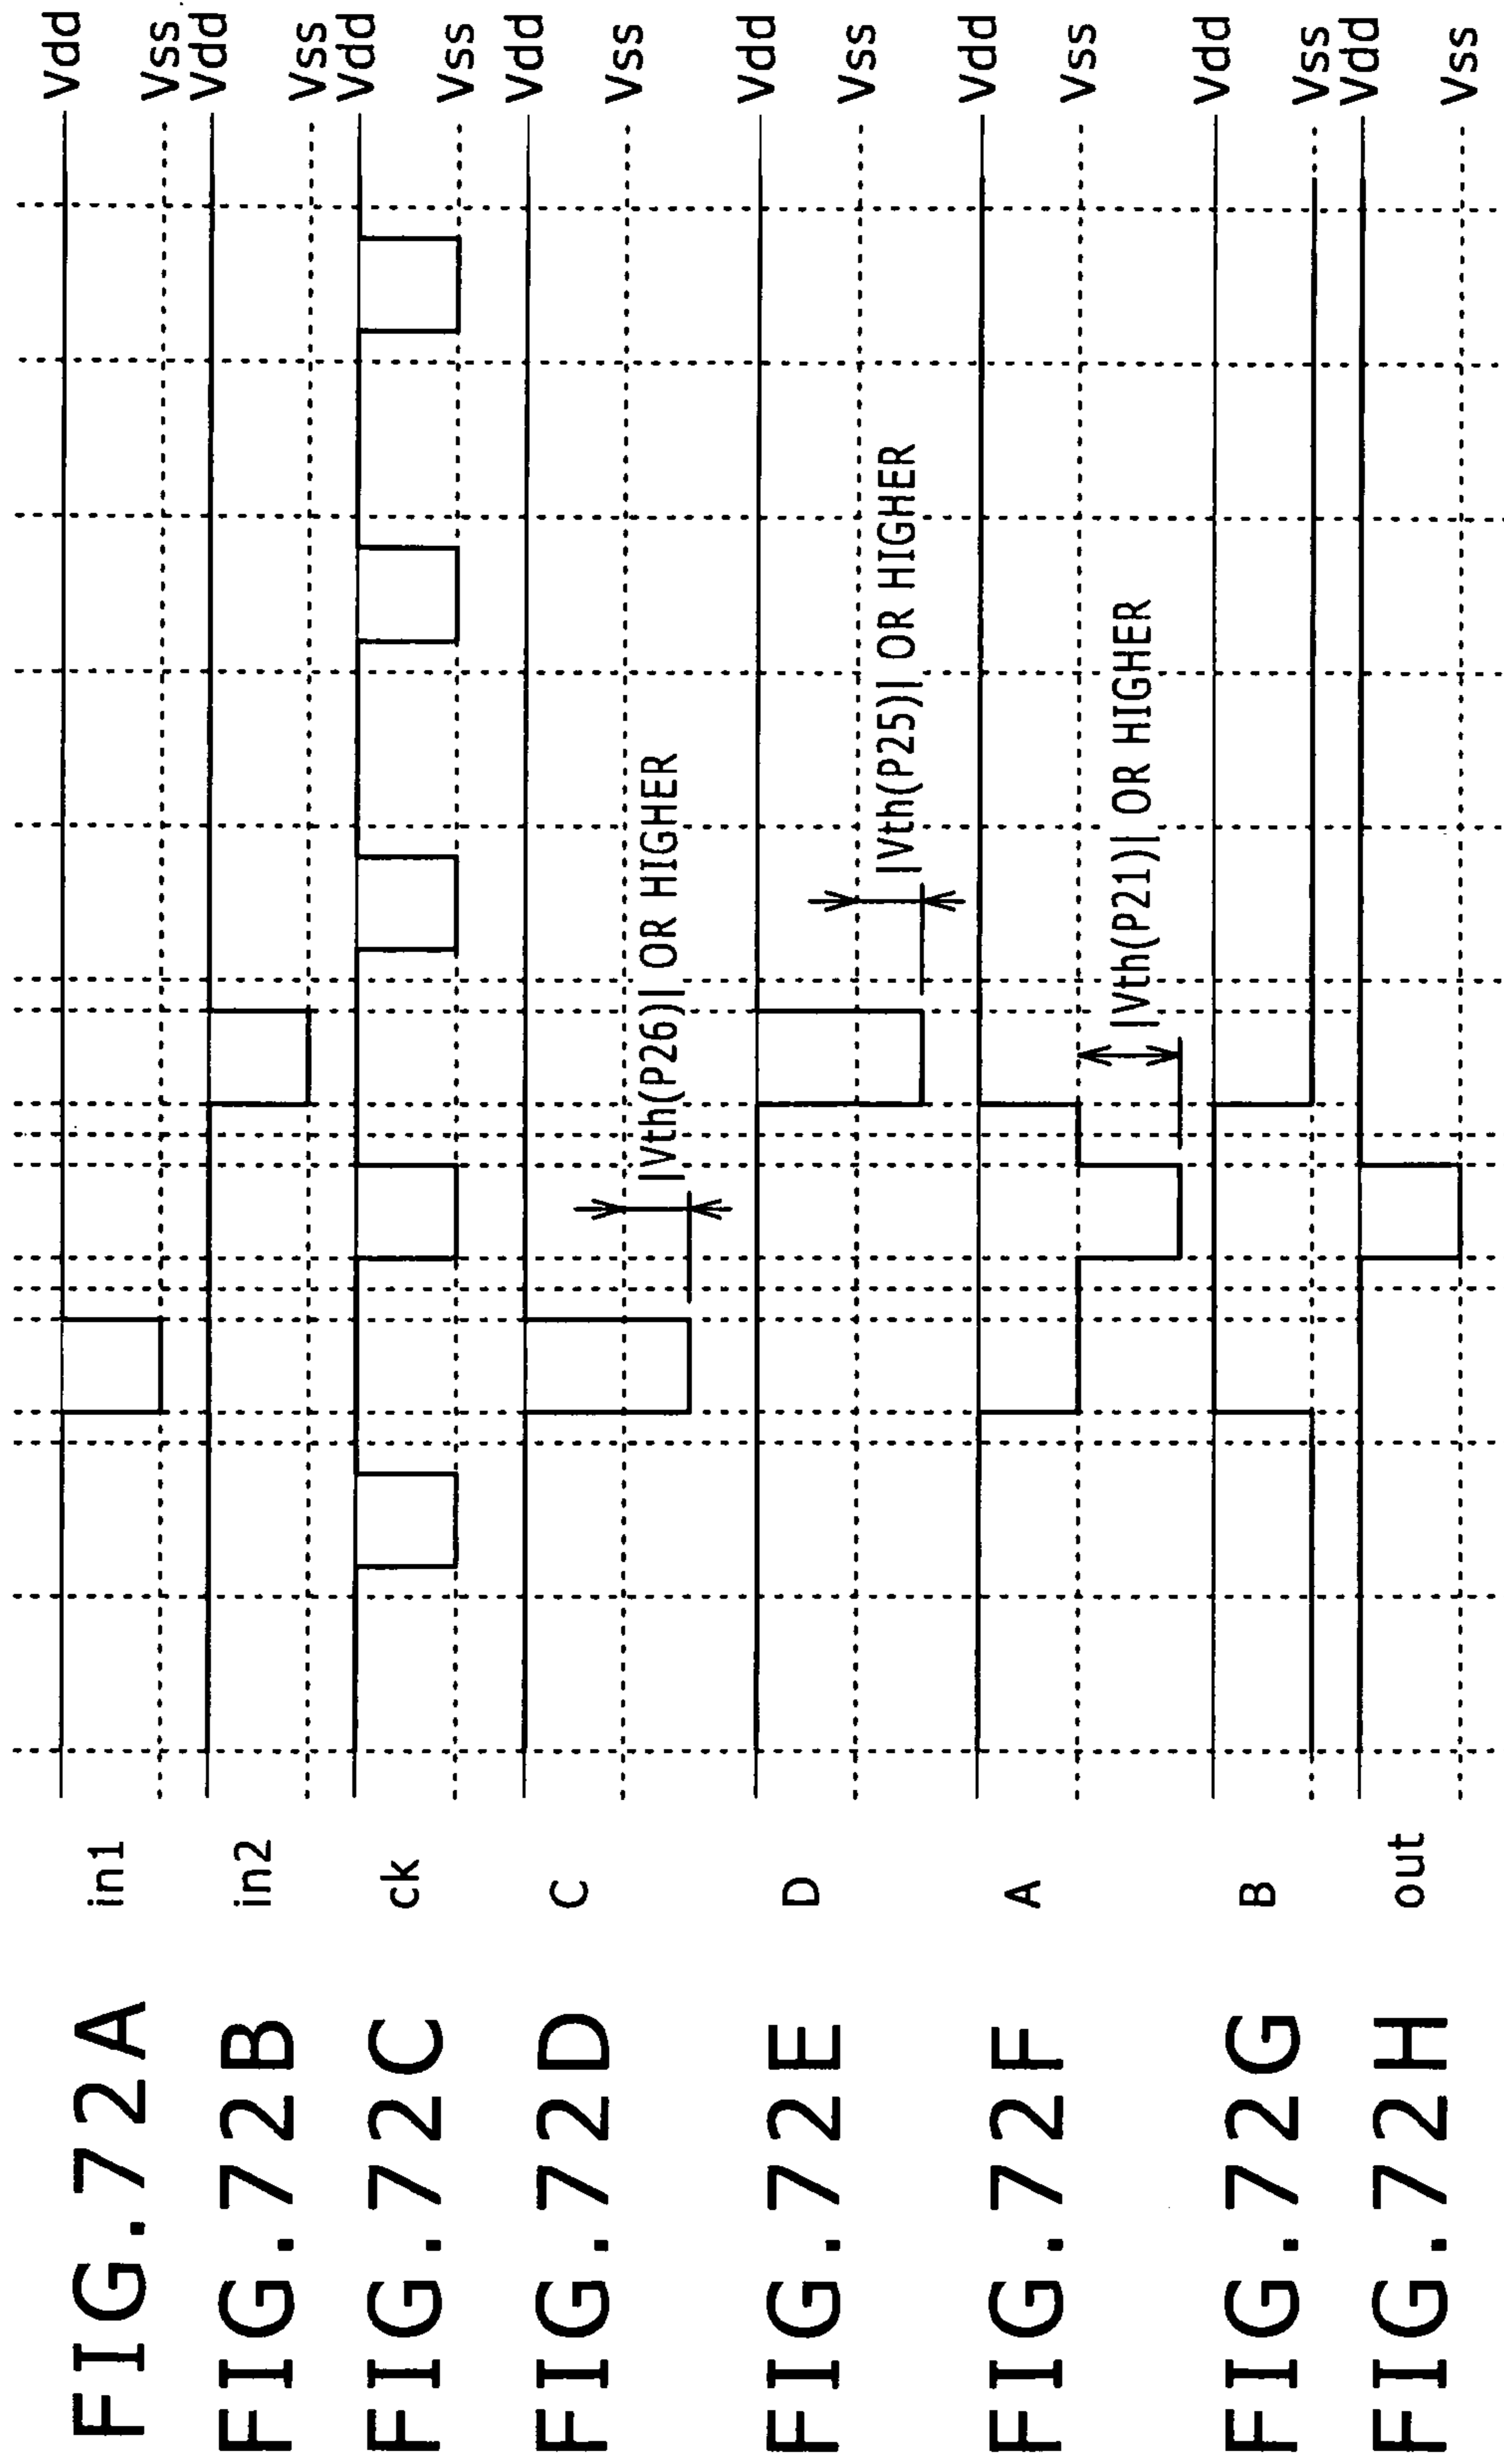 FIG.72A in1 Vdd
Vss
FIG.72B in2 Vdd
Vss
FIG.72C ck Vdd
Vss
FIG.72D C Vdd
Vss
|Vth(P26)| OR HIGHER
FIG.72E D Vdd
Vss
|Vth(P25)| OR HIGHER
FIG.72F A Vdd
Vss
|Vth(P21)| OR HIGHER
FIG.72G B Vdd
Vss
FIG.72H out Vdd
Vss